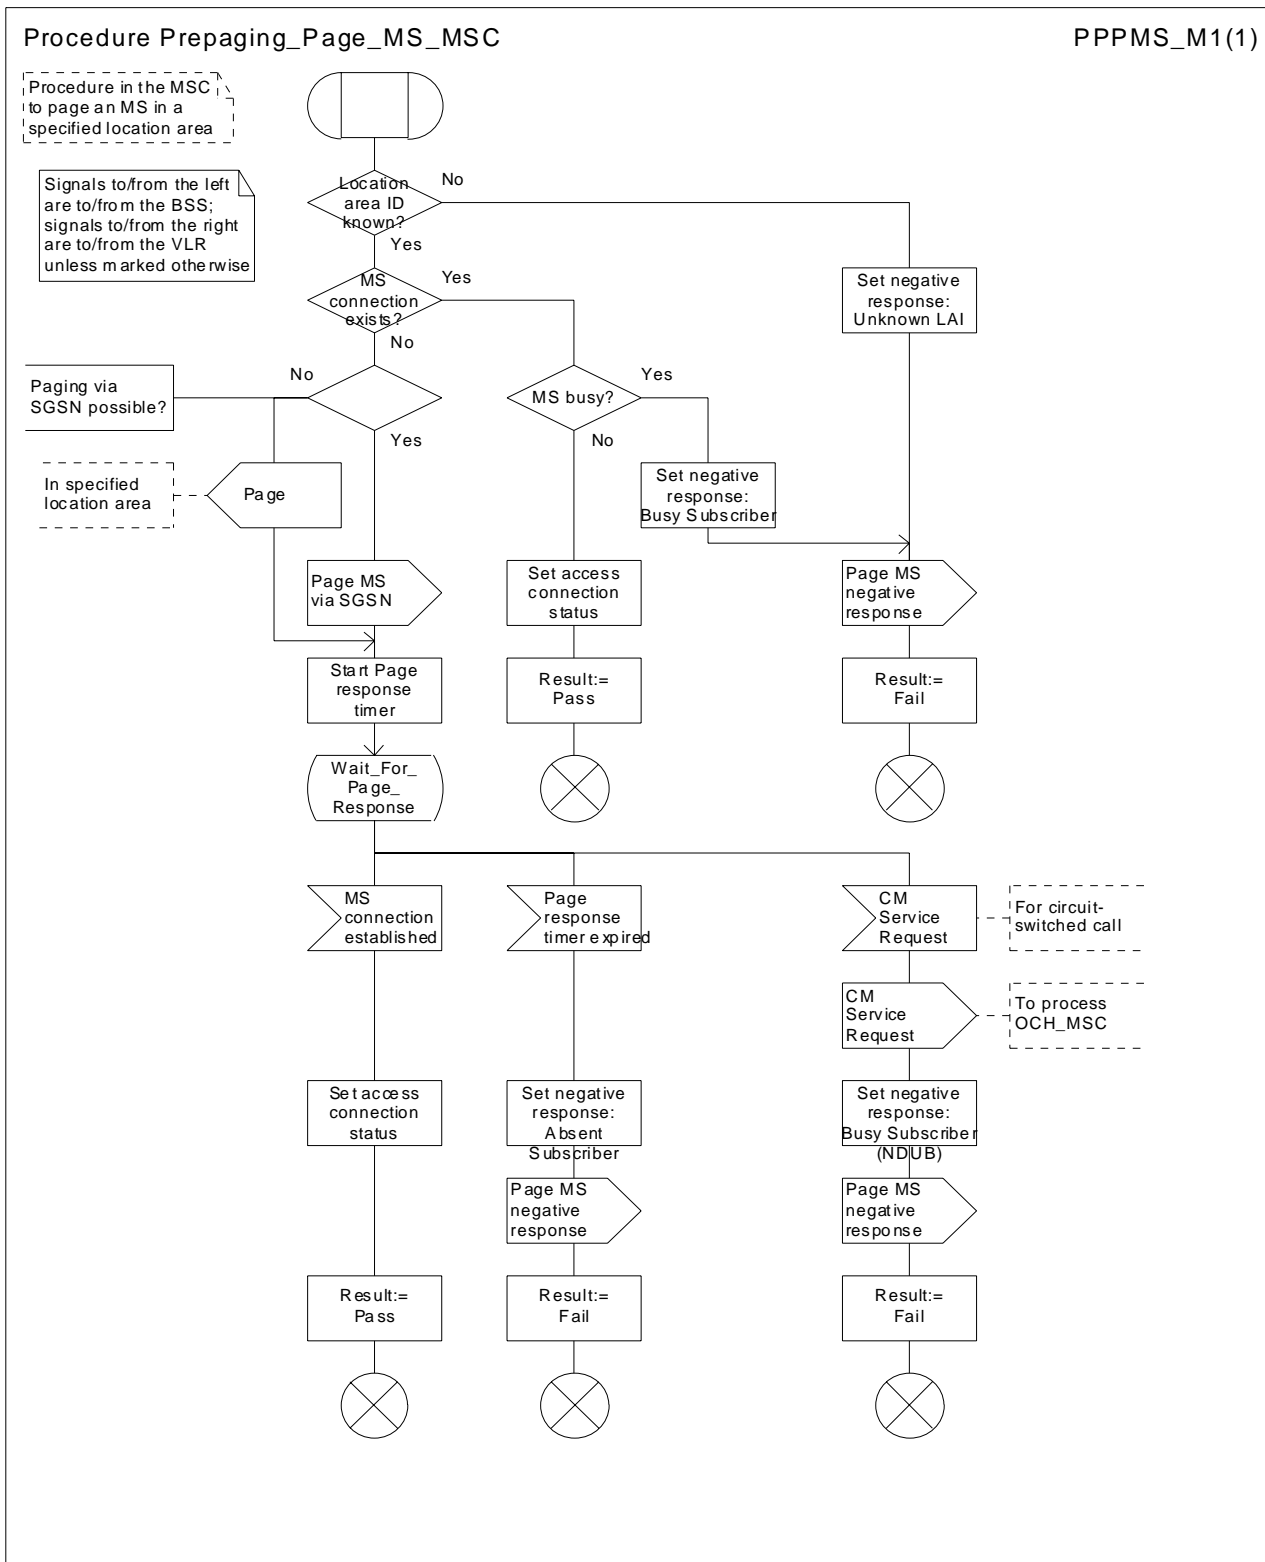 Procedure Prepaging_Page_MS_MSC
PPPMS_M1(1)
Procedure in the MSC
to page an MS in a
specified location area
Signals to/from the left
are to/from the BSS;
signals to/from the right
are to/from the VLR
unless marked otherwise
Location
area ID
known?
No
Yes
MS
connection
exists?
Yes
No
Set negative
response:
Unknown LAI
Paging via
SGSN possible?
No
Yes
MS busy?
Yes
No
In specified
location area
Page
Set negative
response:
Busy Subscriber
Page MS
via SGSN
Set access
connection
status
Page MS
negative
response
Start Page
response
timer
Result:=
Pass
Result:=
Fail
Wait_For_
Page_
Response
MS
connection
established
Page
response
timer expired
CM
Service
Request
For circuit-
switched call
CM
Service
Request
To process
OCH_MSC
Set access
connection
status
Set negative
response:
Absent
Subscriber
Set negative
response:
Busy Subscriber
(NDUB)
Page MS
negative
response
Page MS
negative
response
Result:=
Pass
Result:=
Fail
Result:=
Fail